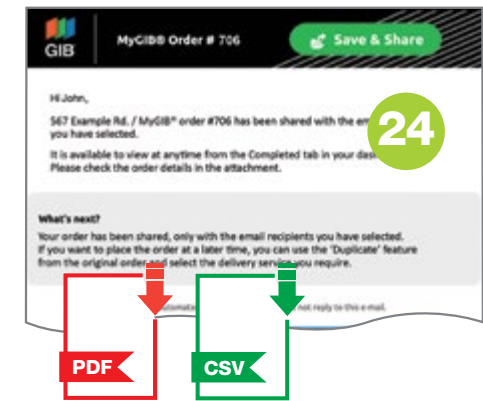 GIB
MyGIB® Order # 706
Save & Share
Hi John,
567 Example Rd. / MyGIB® order #706 has been shared with the em
you have selected.
24
It is available to view at anytime from the Completed tab in your das
Please check the order details in the attachment.
What's next?
Your order has been shared, only with the email recipients you have selected.
If you want to place the order at a later time, you can use the 'Duplicate' feature
from the original order and select the delivery service you require.
automate not reply to this e-mail.
PDF
CSV